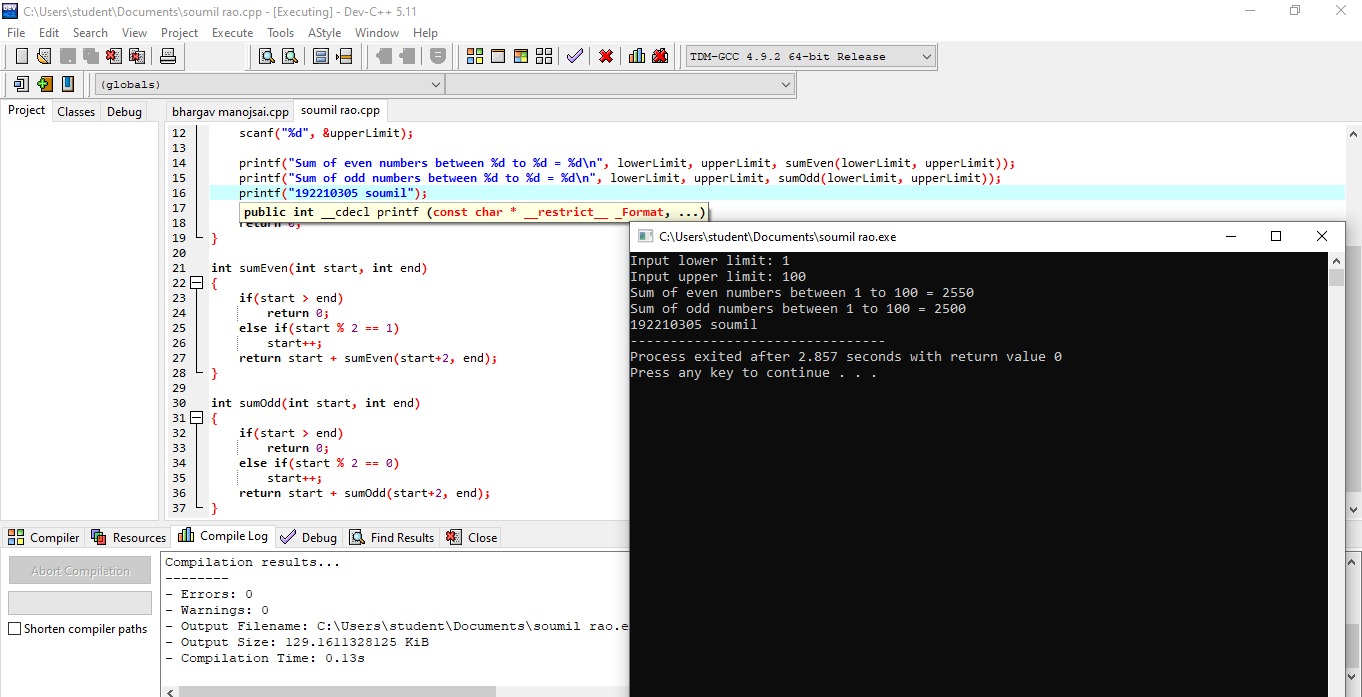 C:\Users\student\Documents\soumil rao.cpp - [Executing] - Dev-C++ 5.11
File Edit Search View Project Execute Tools AStyle Window Help
TDM-GCC 4.9.2 64-bit Release
(globals)
Project Classes Debug bhargav manojsai.cpp soumil rao.cpp
12 scanf("%d", &upperLimit);
13
14 printf("Sum of even numbers between %d to %d = %d\n", lowerLimit, upperLimit, sumEven(lowerLimit, upperLimit));
15 printf("Sum of odd numbers between %d to %d = %d\n", lowerLimit, upperLimit, sumOdd(lowerLimit, upperLimit));
16 printf("192210305 soumil");
17
public int __cdecl printf (const char * __restrict__ _Format, ...)
18 return 0;
19 }
20
21 int sumEven(int start, int end)
22 {
23 if(start > end)
24 return 0;
25 else if(start % 2 == 1)
26 start++;
27 return start + sumEven(start+2, end);
28 }
29
30 int sumOdd(int start, int end)
31 {
32 if(start > end)
33 return 0;
34 else if(start % 2 == 0)
35 start++;
36 return start + sumOdd(start+2, end);
37 }
C:\Users\student\Documents\soumil rao.exe
Input lower limit: 1
Input upper limit: 100
Sum of even numbers between 1 to 100 = 2550
Sum of odd numbers between 1 to 100 = 2500
192210305 soumil
--------------------------------
Process exited after 2.857 seconds with return value 0
Press any key to continue . . .
Compiler Resources Compile Log Debug Find Results Close
Abort Compilation
Shorten compiler paths
Compilation results...
--------
- Errors: 0
- Warnings: 0
- Output Filename: C:\Users\student\Documents\soumil rao.e
- Output Size: 129.1611328125 KiB
- Compilation Time: 0.13s